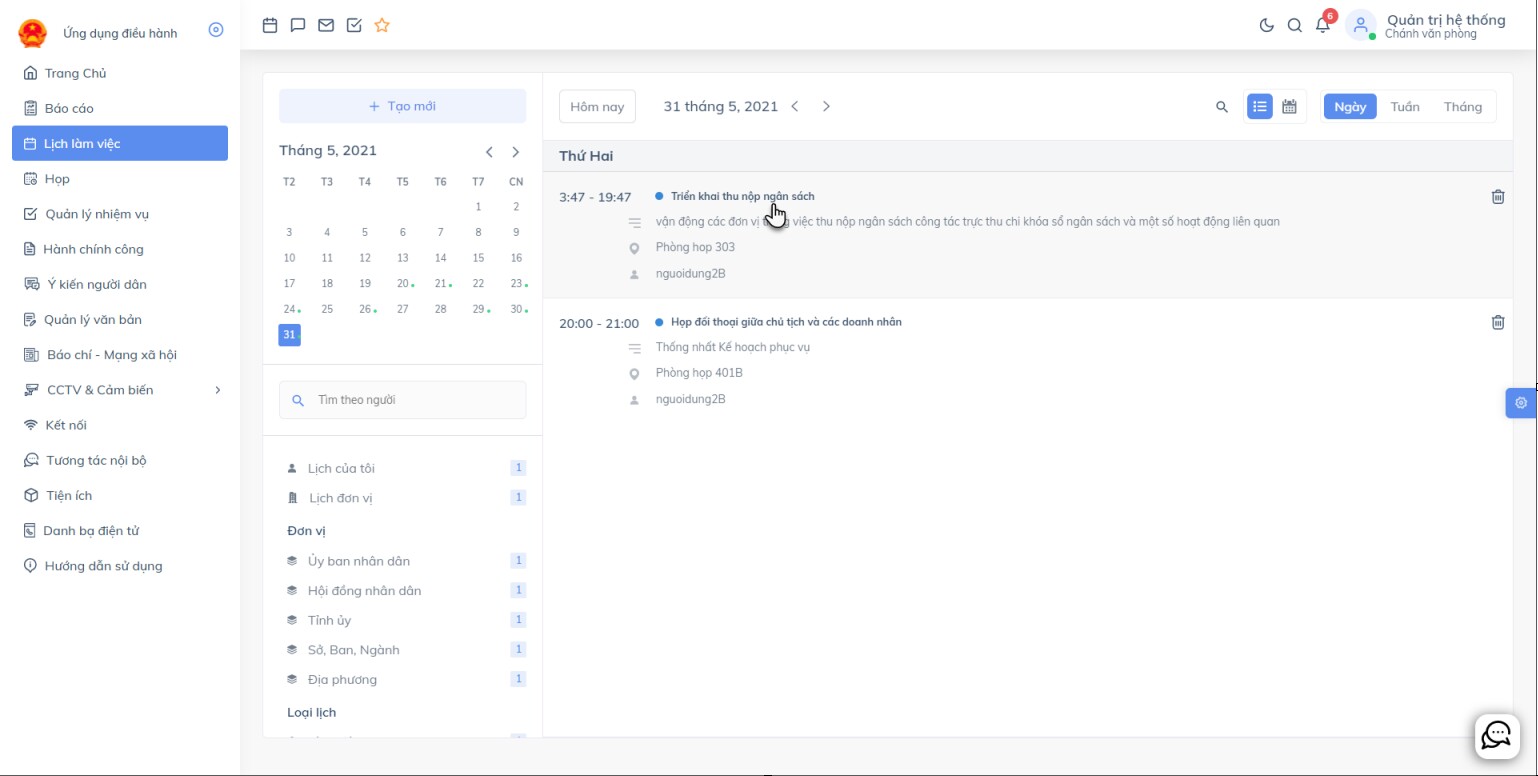 Ứng dụng điều hành
Trang Chủ
Báo cáo
Lịch làm việc
Họp
Quản lý nhiệm vụ
Hành chính công
Ý kiến người dân
Quản lý văn bản
Báo chí - Mạng xã hội
CCTV & Cảm biến
Kết nối
Tương tác nội bộ
Tiện ích
Danh bạ điện tử
Hướng dẫn sử dụng
6
Quản trị hệ thống
Chánh văn phòng
+ Tạo mới
Tháng 5, 2021
T2 T3 T4 T5 T6 T7 CN
1 2
3 4 5 6 7 8 9
10 11 12 13 14 15 16
17 18 19 20 21 22 23
24 25 26 27 28 29 30
31
Tìm theo người
Lịch của tôi 1
Lịch đơn vị 1
Đơn vị
Ủy ban nhân dân 1
Hội đồng nhân dân 1
Tỉnh ủy 1
Sở, Ban, Ngành 1
Địa phương 1
Loại lịch
Hôm nay
31 tháng 5, 2021
Ngày Tuần Tháng
Thứ Hai
3:47 - 19:47 Triển khai thu nộp ngân sách
vận động các đơn vị việc thu nộp ngân sách công tác trực thu chi khóa sổ ngân sách và một số hoạt động liên quan
Phòng họp 303
nguoidung2B
20:00 - 21:00 Họp đối thoại giữa chủ tịch và các doanh nhân
Thống nhất Kế hoạch phục vụ
Phòng họp 401B
nguoidung2B